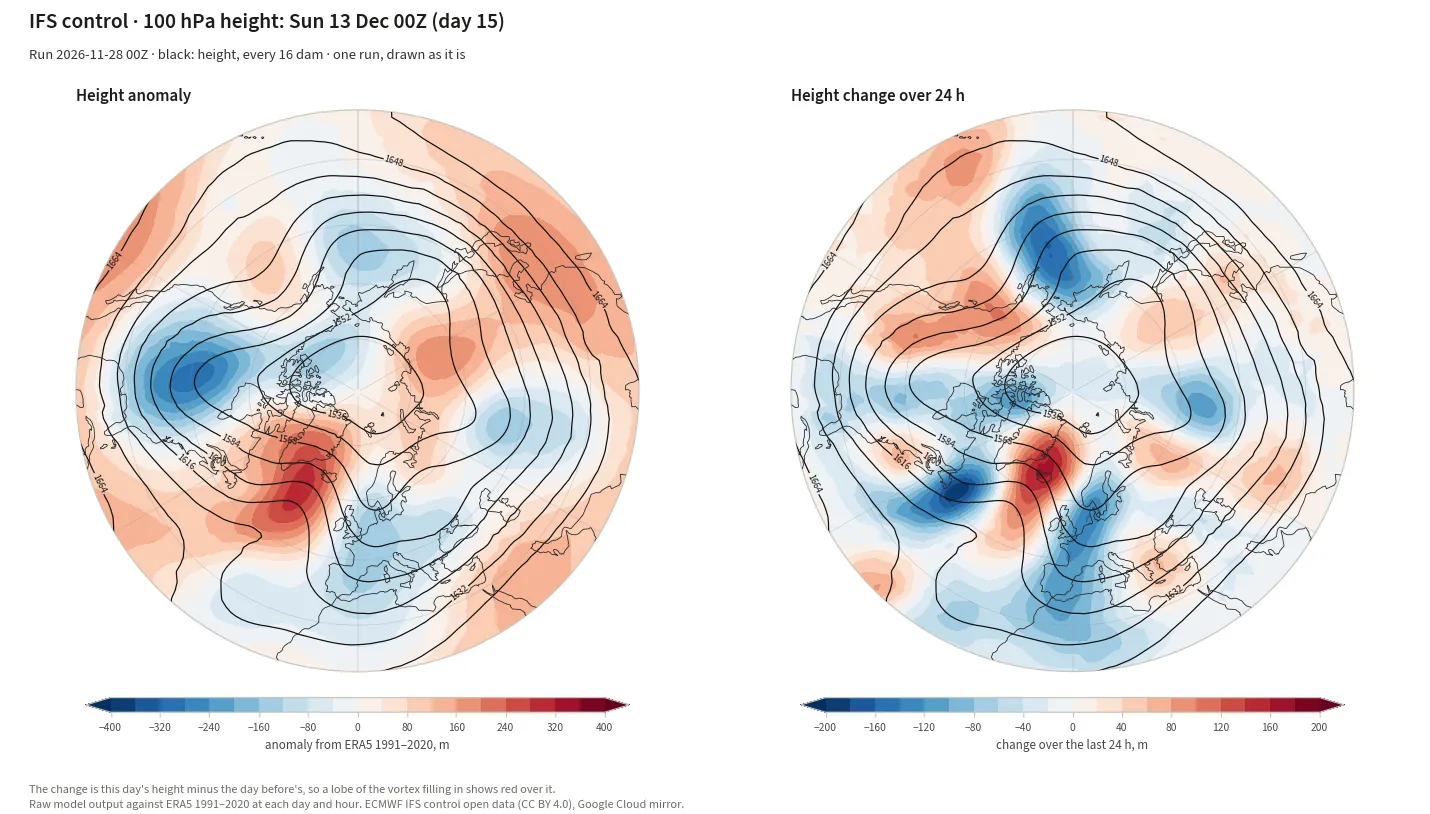 IFS control · 100 hPa height: Sun 13 Dec 00Z (day 15)
Run 2026-11-28 00Z · black: height, every 16 dam · one run, drawn as it is
Height anomaly
Height change over 24 h
1648
1664
1664
1552
1536
1568
1584
1616
1664
1632
1648
1664
1664
1552
1536
1568
1584
1616
1664
1632
−400 −320 −240 −160 −80 0 80 160 240 320 400
anomaly from ERA5 1991–2020, m
−200 −160 −120 −80 −40 0 40 80 120 160 200
change over the last 24 h, m
The change is this day's height minus the day before's, so a lobe of the vortex filling in shows red over it.
Raw model output against ERA5 1991–2020 at each day and hour. ECMWF IFS control open data (CC BY 4.0), Google Cloud mirror.